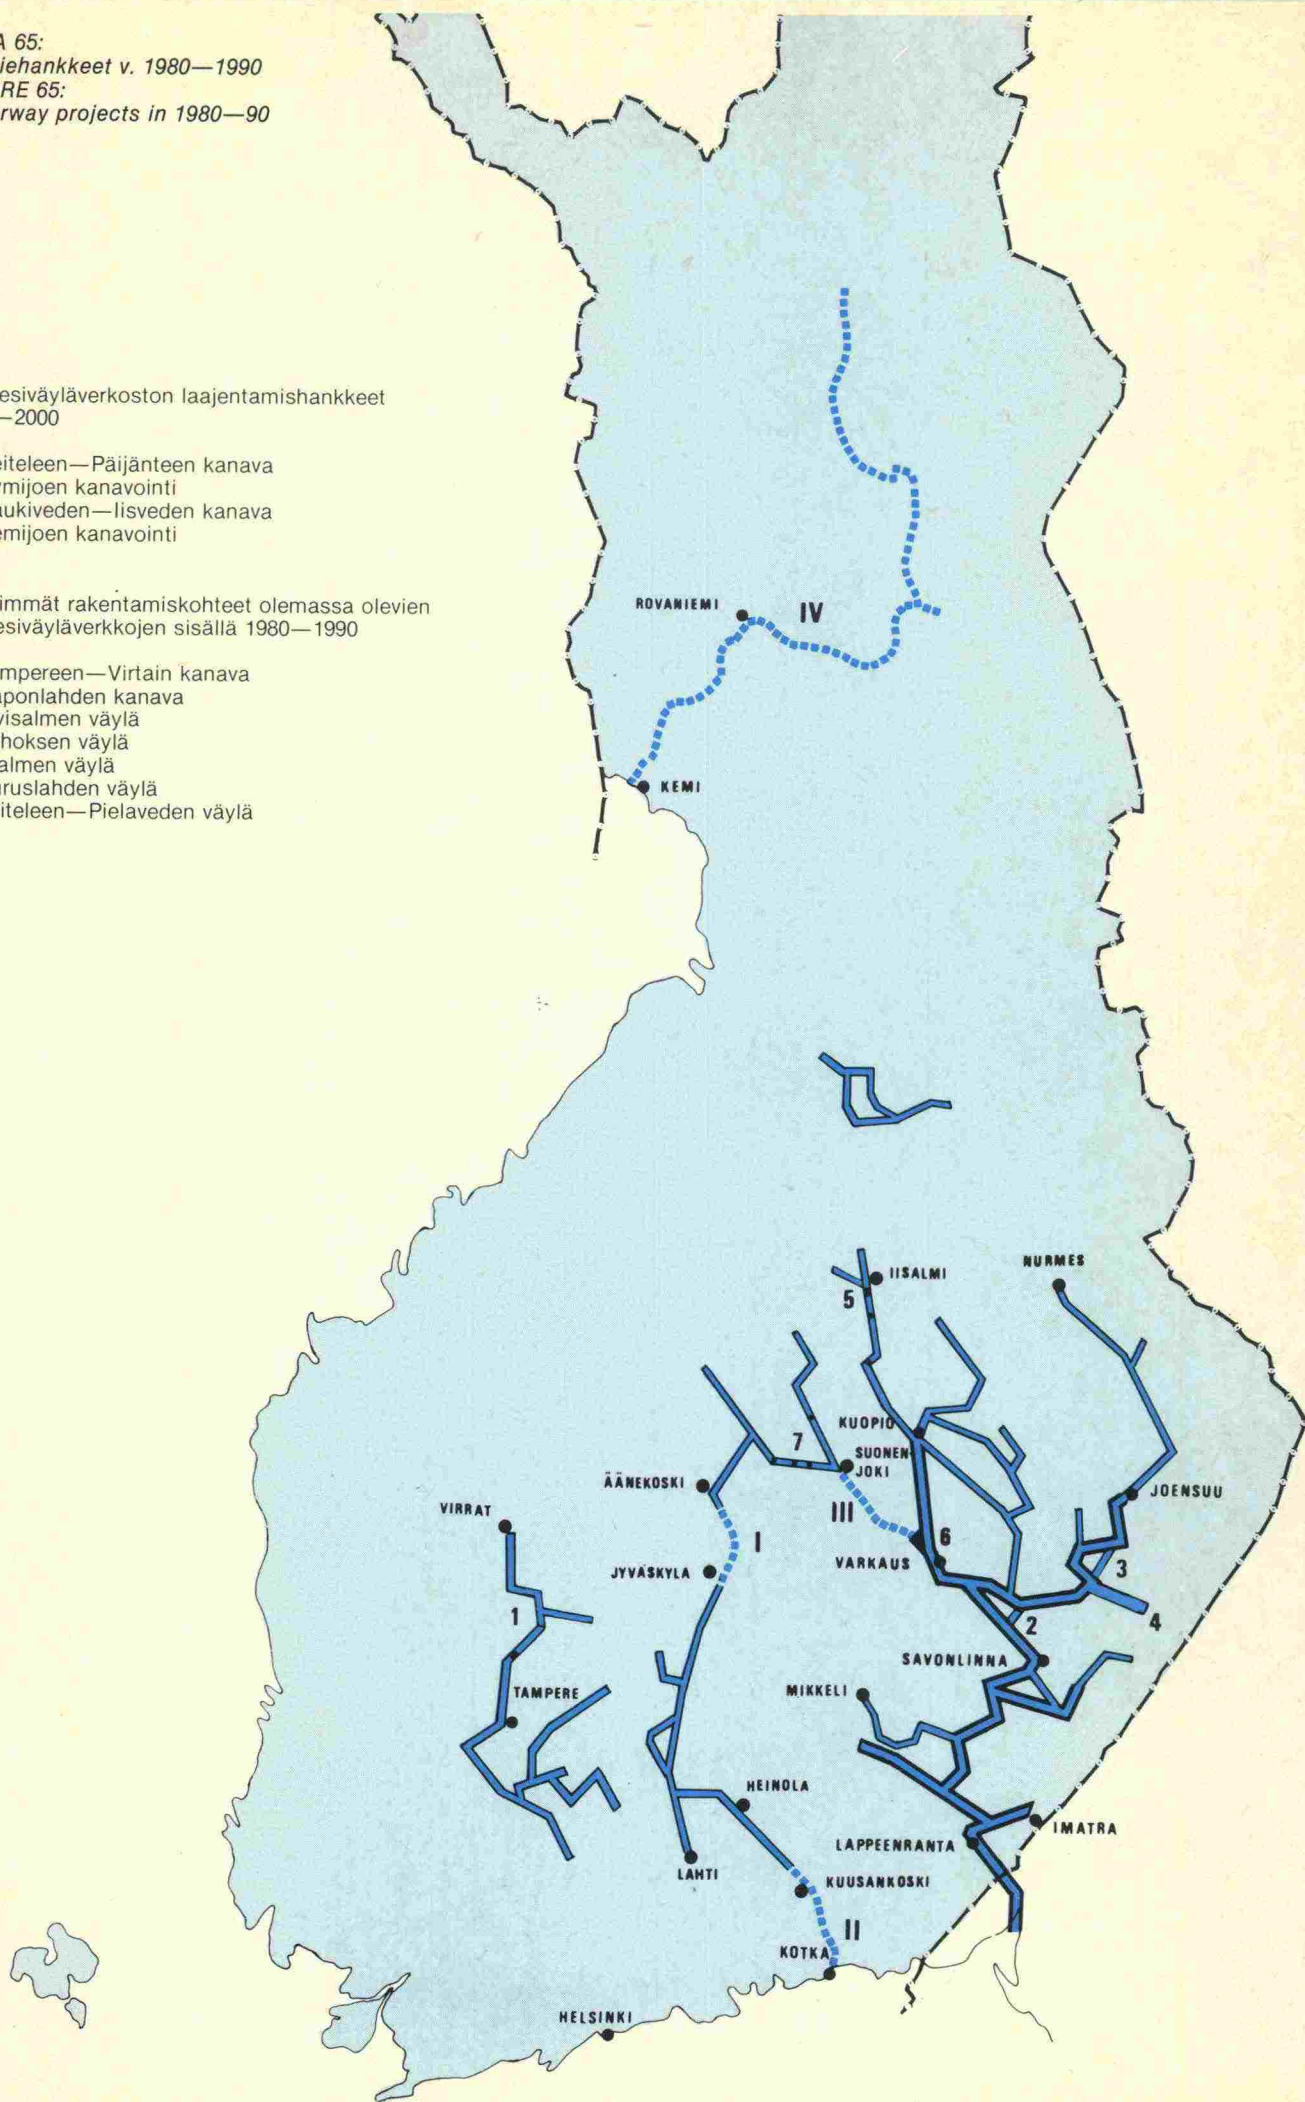 A 65:
iehankkeet v. 1980—1990
RE 65:
rway projects in 1980—90
esiväyläverkoston laajentamishankkeet
—2000
eiteleen—Päijänteen kanava
mijoen kanavointi
aukiveden—Iisveden kanava
emijoen kanavointi
immät rakentamiskohteet olemassa olevien
esiväyläverkkojen sisällä 1980—1990
mpereen—Virtain kanava
aponlahden kanava
visalmen väylä
hoksen väylä
almen väylä
uruslahden väylä
iteleen—Pielaveden väylä
ROVANIEMI
IV
KEMI
IISALMI
NURMES
5
KUOPIO
7
SUONEN-
JOKI
ÄÄNEKOSKI
JOENSUU
VIRRAT
III
I
6
VARKAUS
JYVÄSKYLA
3
1
4
2
SAVONLINNA
TAMPERE
MIKKELI
HEINOLA
IMATRA
LAPPEENRANTA
LAHTI
KUUSANKOSKI
II
KOTKA
HELSINKI